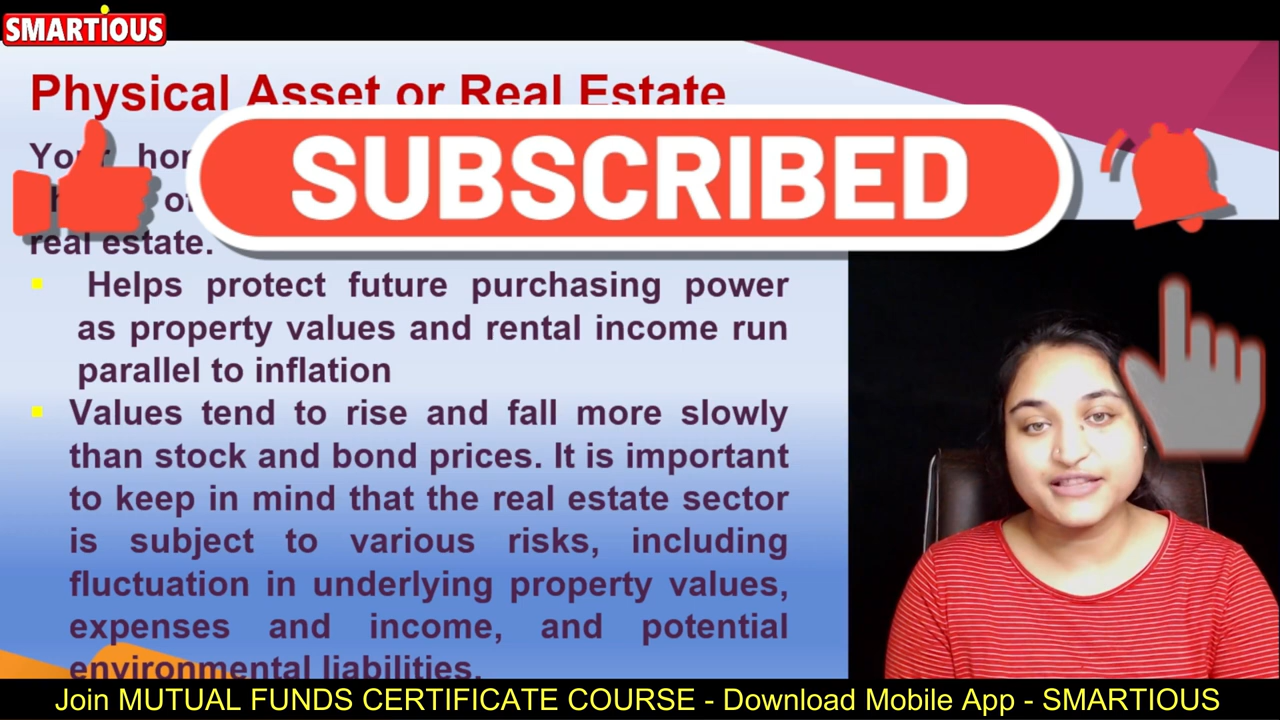 SMARTIOUS
Physical Asset or Real Estate
SUBSCRIBED
real estate.
Helps protect future purchasing power
as property values and rental income run
parallel to inflation
Values tend to rise and fall more slowly
than stock and bond prices. It is important
to keep in mind that the real estate sector
is subject to various risks, including
fluctuation in underlying property values,
expenses and income, and potential
environmental liabilities.
Join MUTUAL FUNDS CERTIFICATE COURSE - Download Mobile App - SMARTIOUS